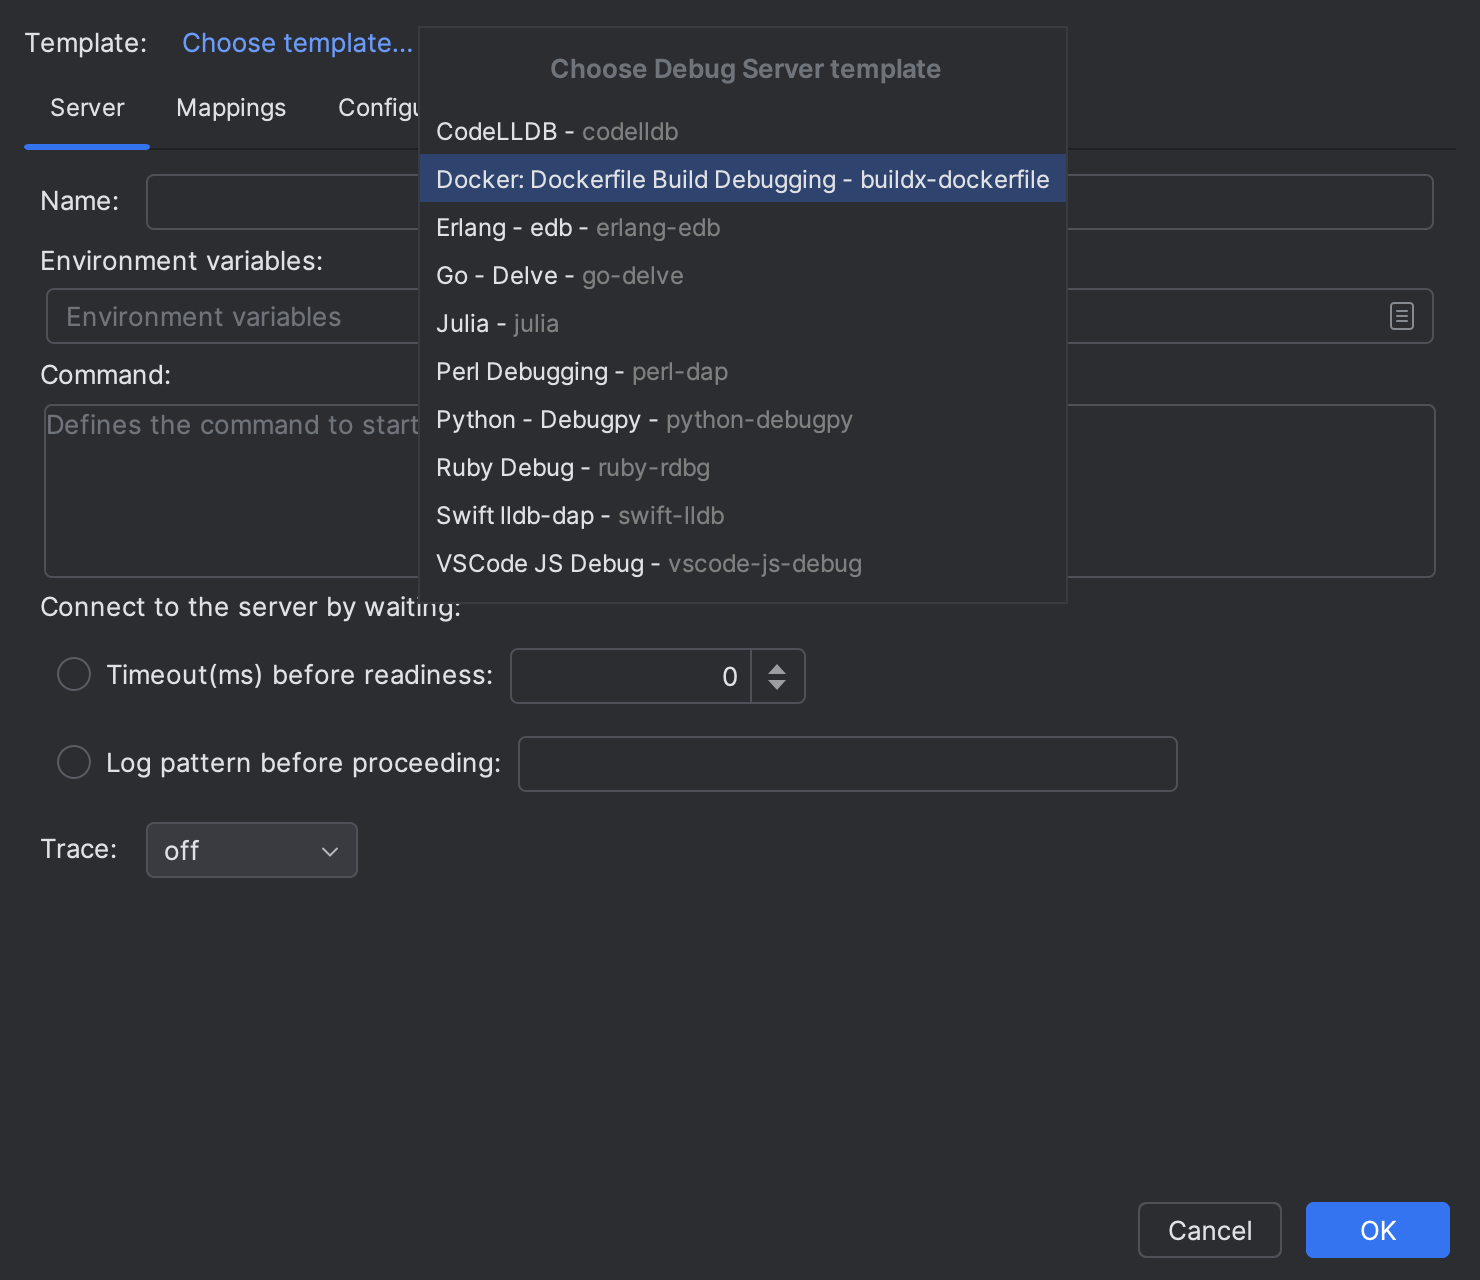 Template: Choose template...
Choose Debug Server template
Server Mappings Configu
CodeLLDB - codelldb
Docker: Dockerfile Build Debugging - buildx-dockerfile
Erlang - edb - erlang-edb
Go - Delve - go-delve
Julia - julia
Perl Debugging - perl-dap
Python - Debugpy - python-debugpy
Ruby Debug - ruby-rdbg
Swift lldb-dap - swift-lldb
VSCode JS Debug - vscode-js-debug
Name:
Environment variables:
Environment variables
Command:
Defines the command to start
Connect to the server by waiting:
Timeout(ms) before readiness: 0
Log pattern before proceeding:
Trace: off
Cancel OK